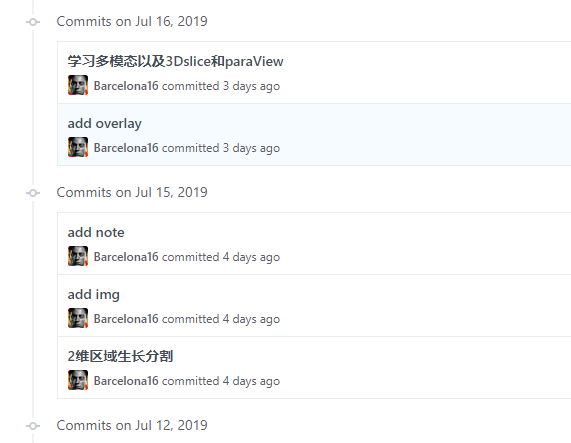 Commits on Jul 16, 2019
学习多模态以及3Dslice和paraView
Barcelona16 committed 3 days ago
add overlay
Barcelona16 committed 3 days ago
Commits on Jul 15, 2019
add note
Barcelona16 committed 4 days ago
add img
Barcelona16 committed 4 days ago
2维区域生长分割
Barcelona16 committed 4 days ago
Commits on Jul 12, 2019